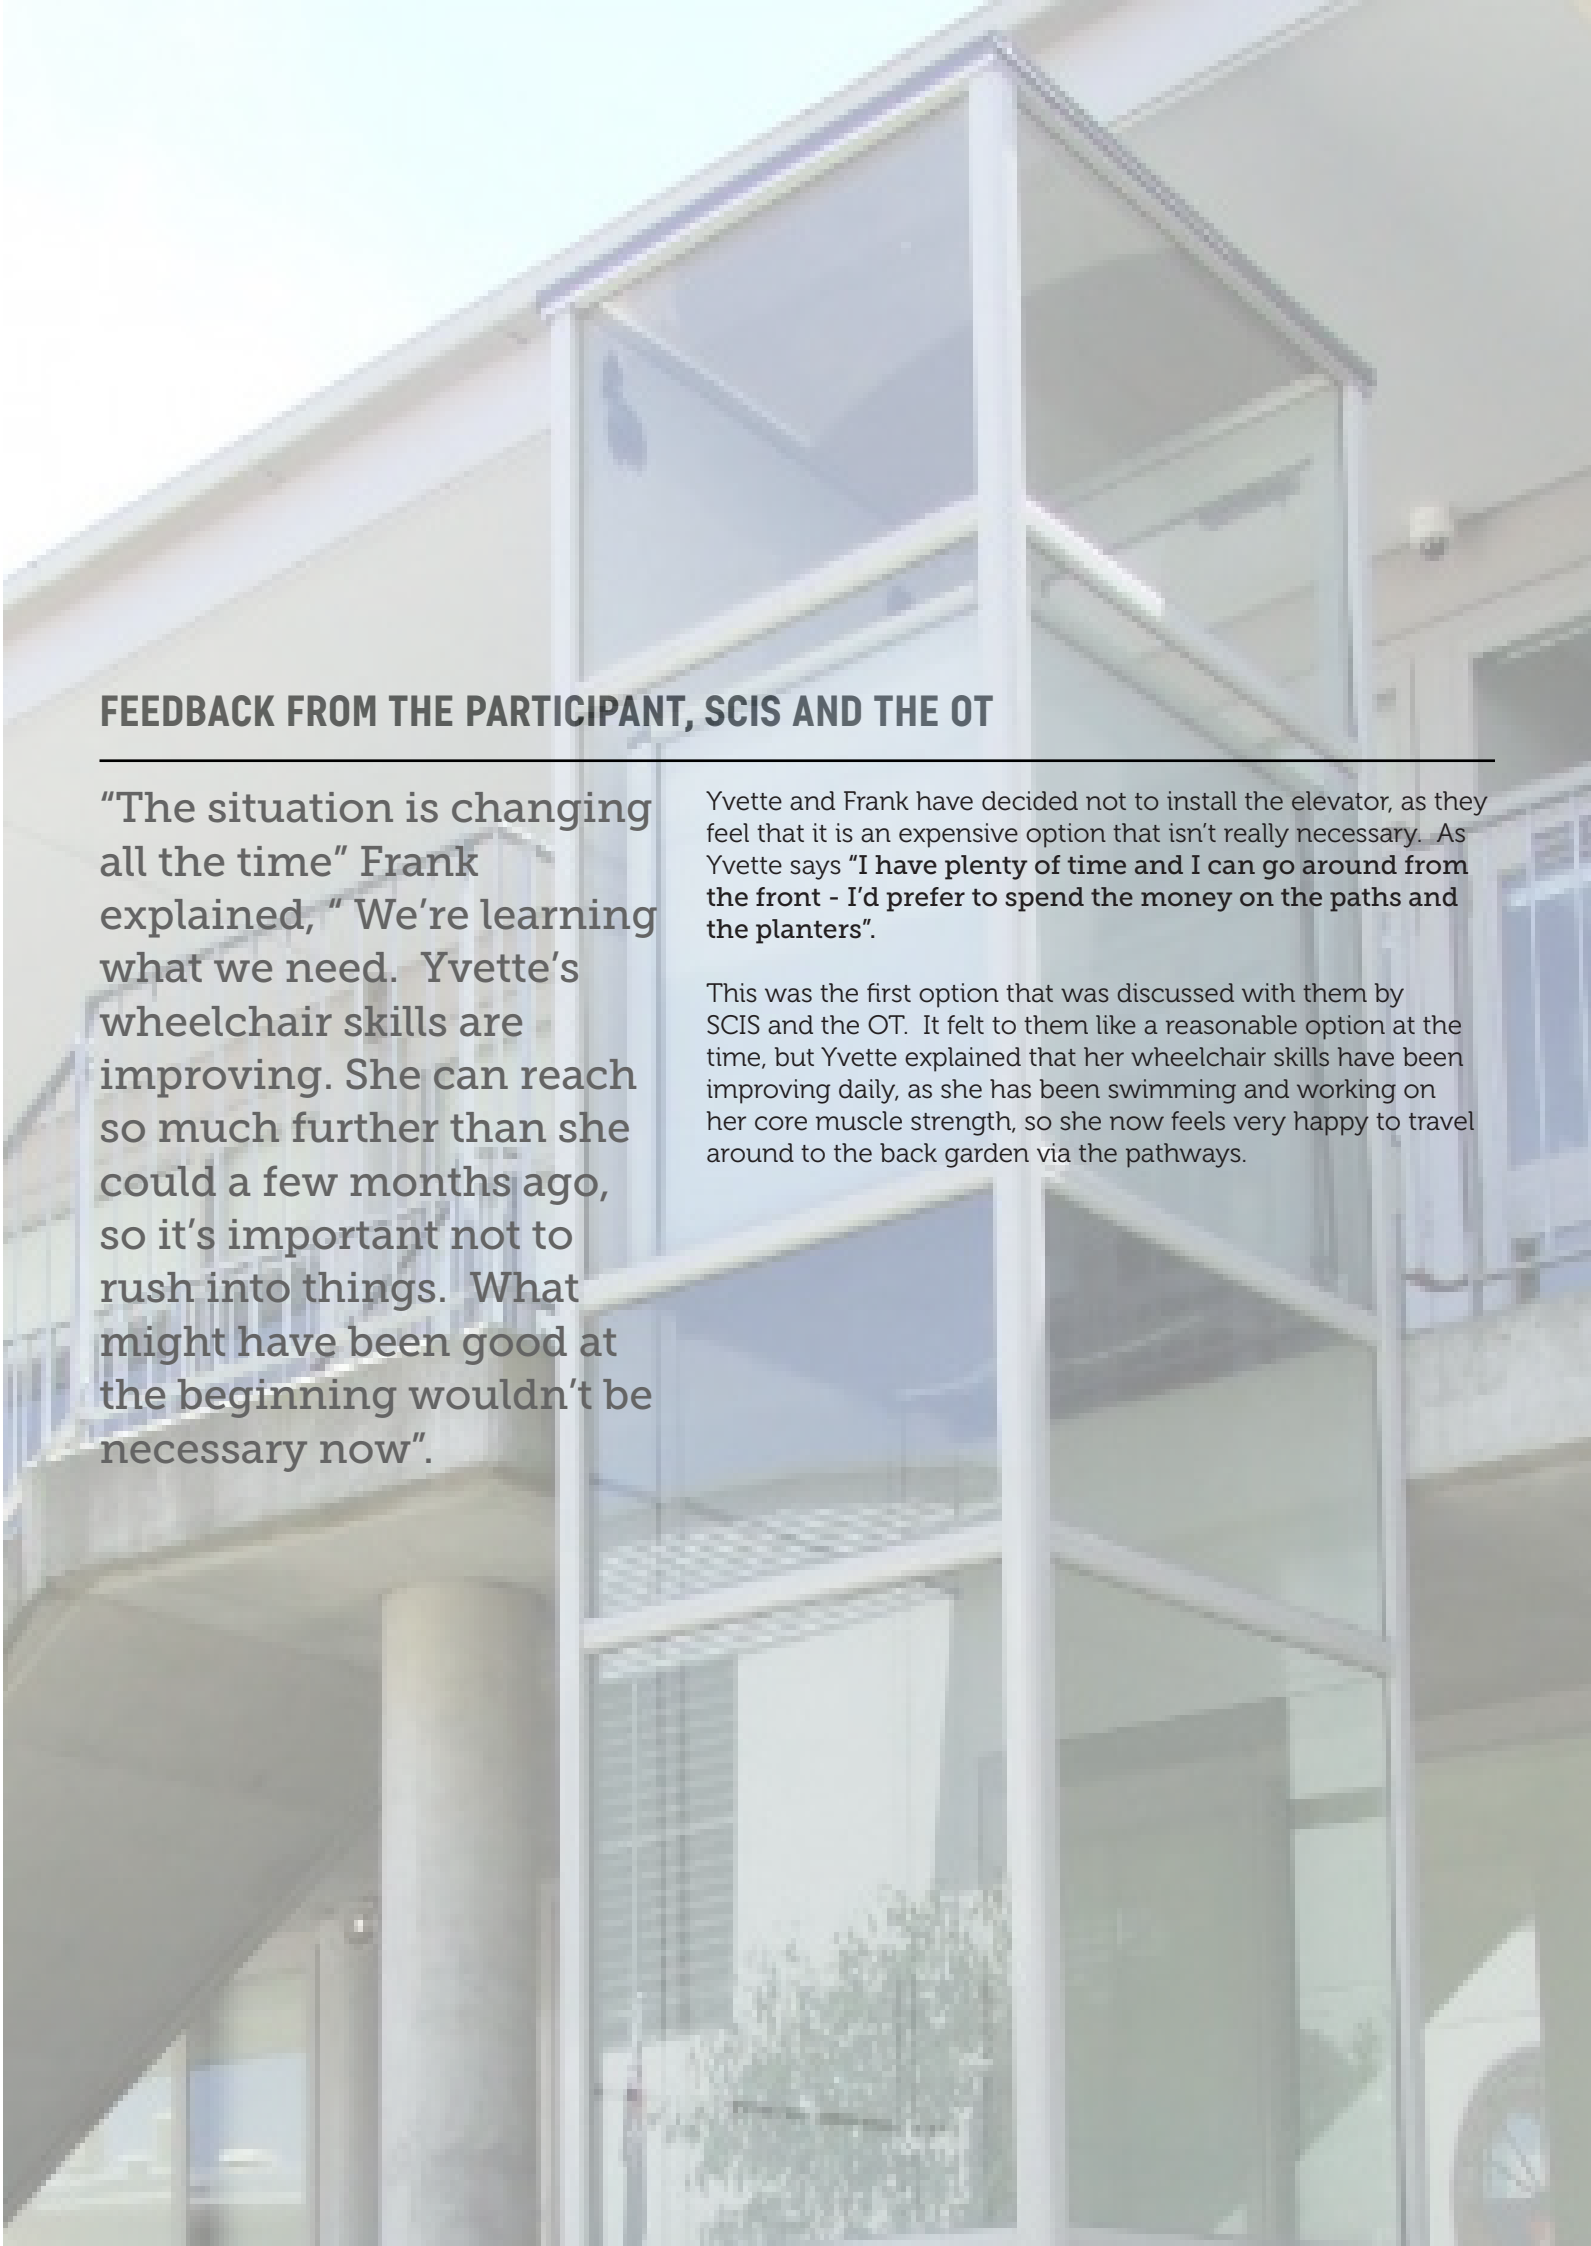 FEEDBACK FROM THE PARTICIPANT, SCIS AND THE OT
“The situation is changing
all the time” Frank
explained, “ We’re learning
what we need.  Yvette’s
wheelchair skills are
improving. She can reach
so much further than she
could a few months ago,
so it’s important not to
rush into things.  What
might have been good at
the beginning wouldn’t be
necessary now”.
Yvette and Frank have decided not to install the elevator, as they
feel that it is an expensive option that isn’t really necessary.  As
Yvette says “I have plenty of time and I can go around from
the front - I’d prefer to spend the money on the paths and
the planters”.
This was the first option that was discussed with them by
SCIS and the OT.  It felt to them like a reasonable option at the
time, but Yvette explained that her wheelchair skills have been
improving daily, as she has been swimming and working on
her core muscle strength, so she now feels very happy to travel
around to the back garden via the pathways.